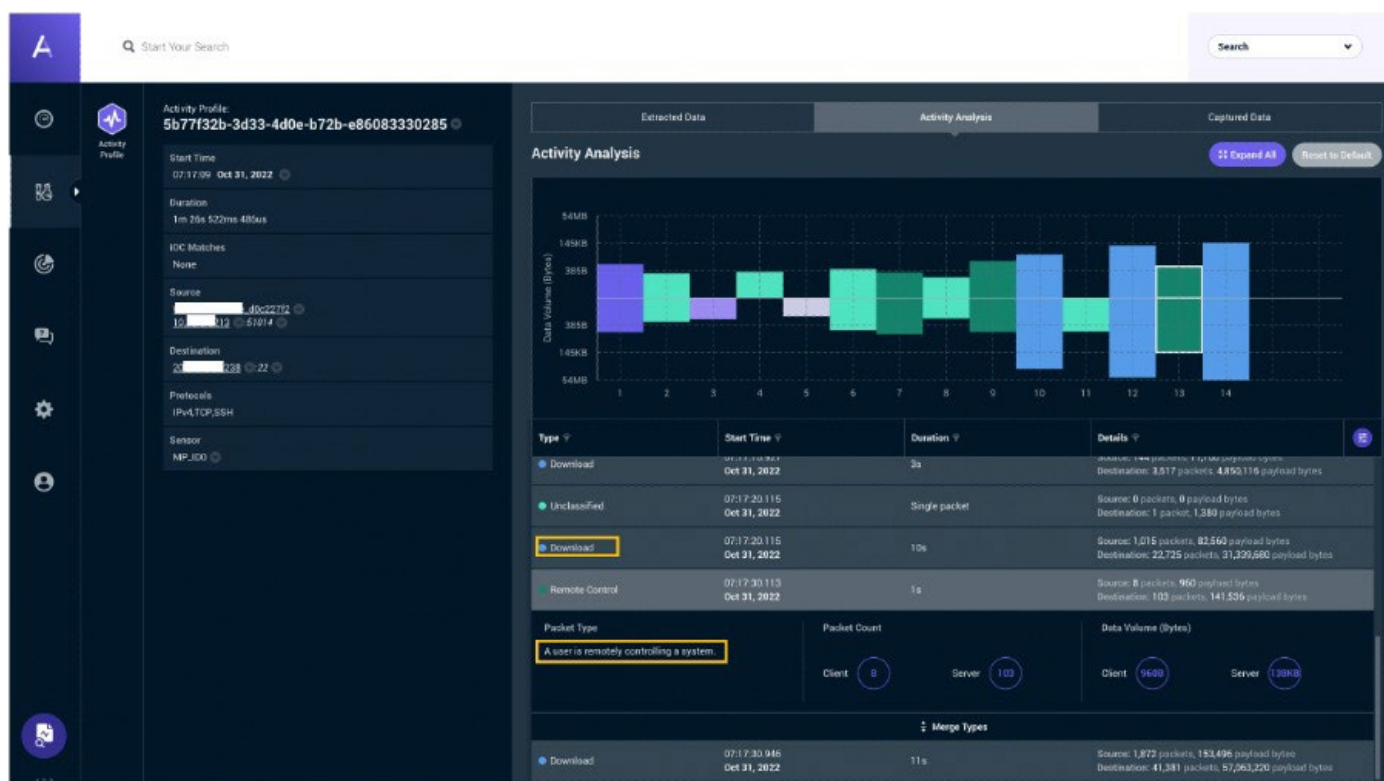 Start Your Search
Search
Activity Profile
Activity Profile:
5b77f32b-3d33-4d0e-b72b-e86083330285
Start Time
07:17:09 Oct 31, 2022
Duration
1m 26s 522ms 486us
IOC Matches
None
Source
_d0c227f2
10. 213 :51014
Destination
20 238 :22
Protocols
IPv4,TCP,SSH
Sensor
MP_ID0
Extracted Data
Activity Analysis
Captured Data
Activity Analysis
Expand All
Reset to Default
Data Volume (Bytes)
54MB
145KB
385B
385B
145KB
54MB
1 2 3 4 5 6 7 8 9 10 11 12 13 14
Type Start Time Duration Details
Download Oct 31, 2022 3s
Destination: 3,517 packets, 4,850,116 payload bytes
Unclassified 07:17:20.115 Oct 31, 2022 Single packet Source: 0 packets, 0 payload bytes
Destination: 1 packet, 1,380 payload bytes
Download 07:17:20.115 Oct 31, 2022 10s Source: 1,015 packets, 82,560 payload bytes
Destination: 22,725 packets, 31,339,680 payload bytes
Remote Control 07:17:30.113 Oct 31, 2022 1s Source: 8 packets, 960 payload bytes
Destination: 103 packets, 141,536 payload bytes
Packet Type
A user is remotely controlling a system.
Packet Count
Client 8 Server 103
Data Volume (Bytes)
Client 960B Server 138KB
Merge Types
Download 07:17:30.946 Oct 31, 2022 11s Source: 1,872 packets, 153,496 payload bytes
Destination: 41,381 packets, 57,063,220 payload bytes